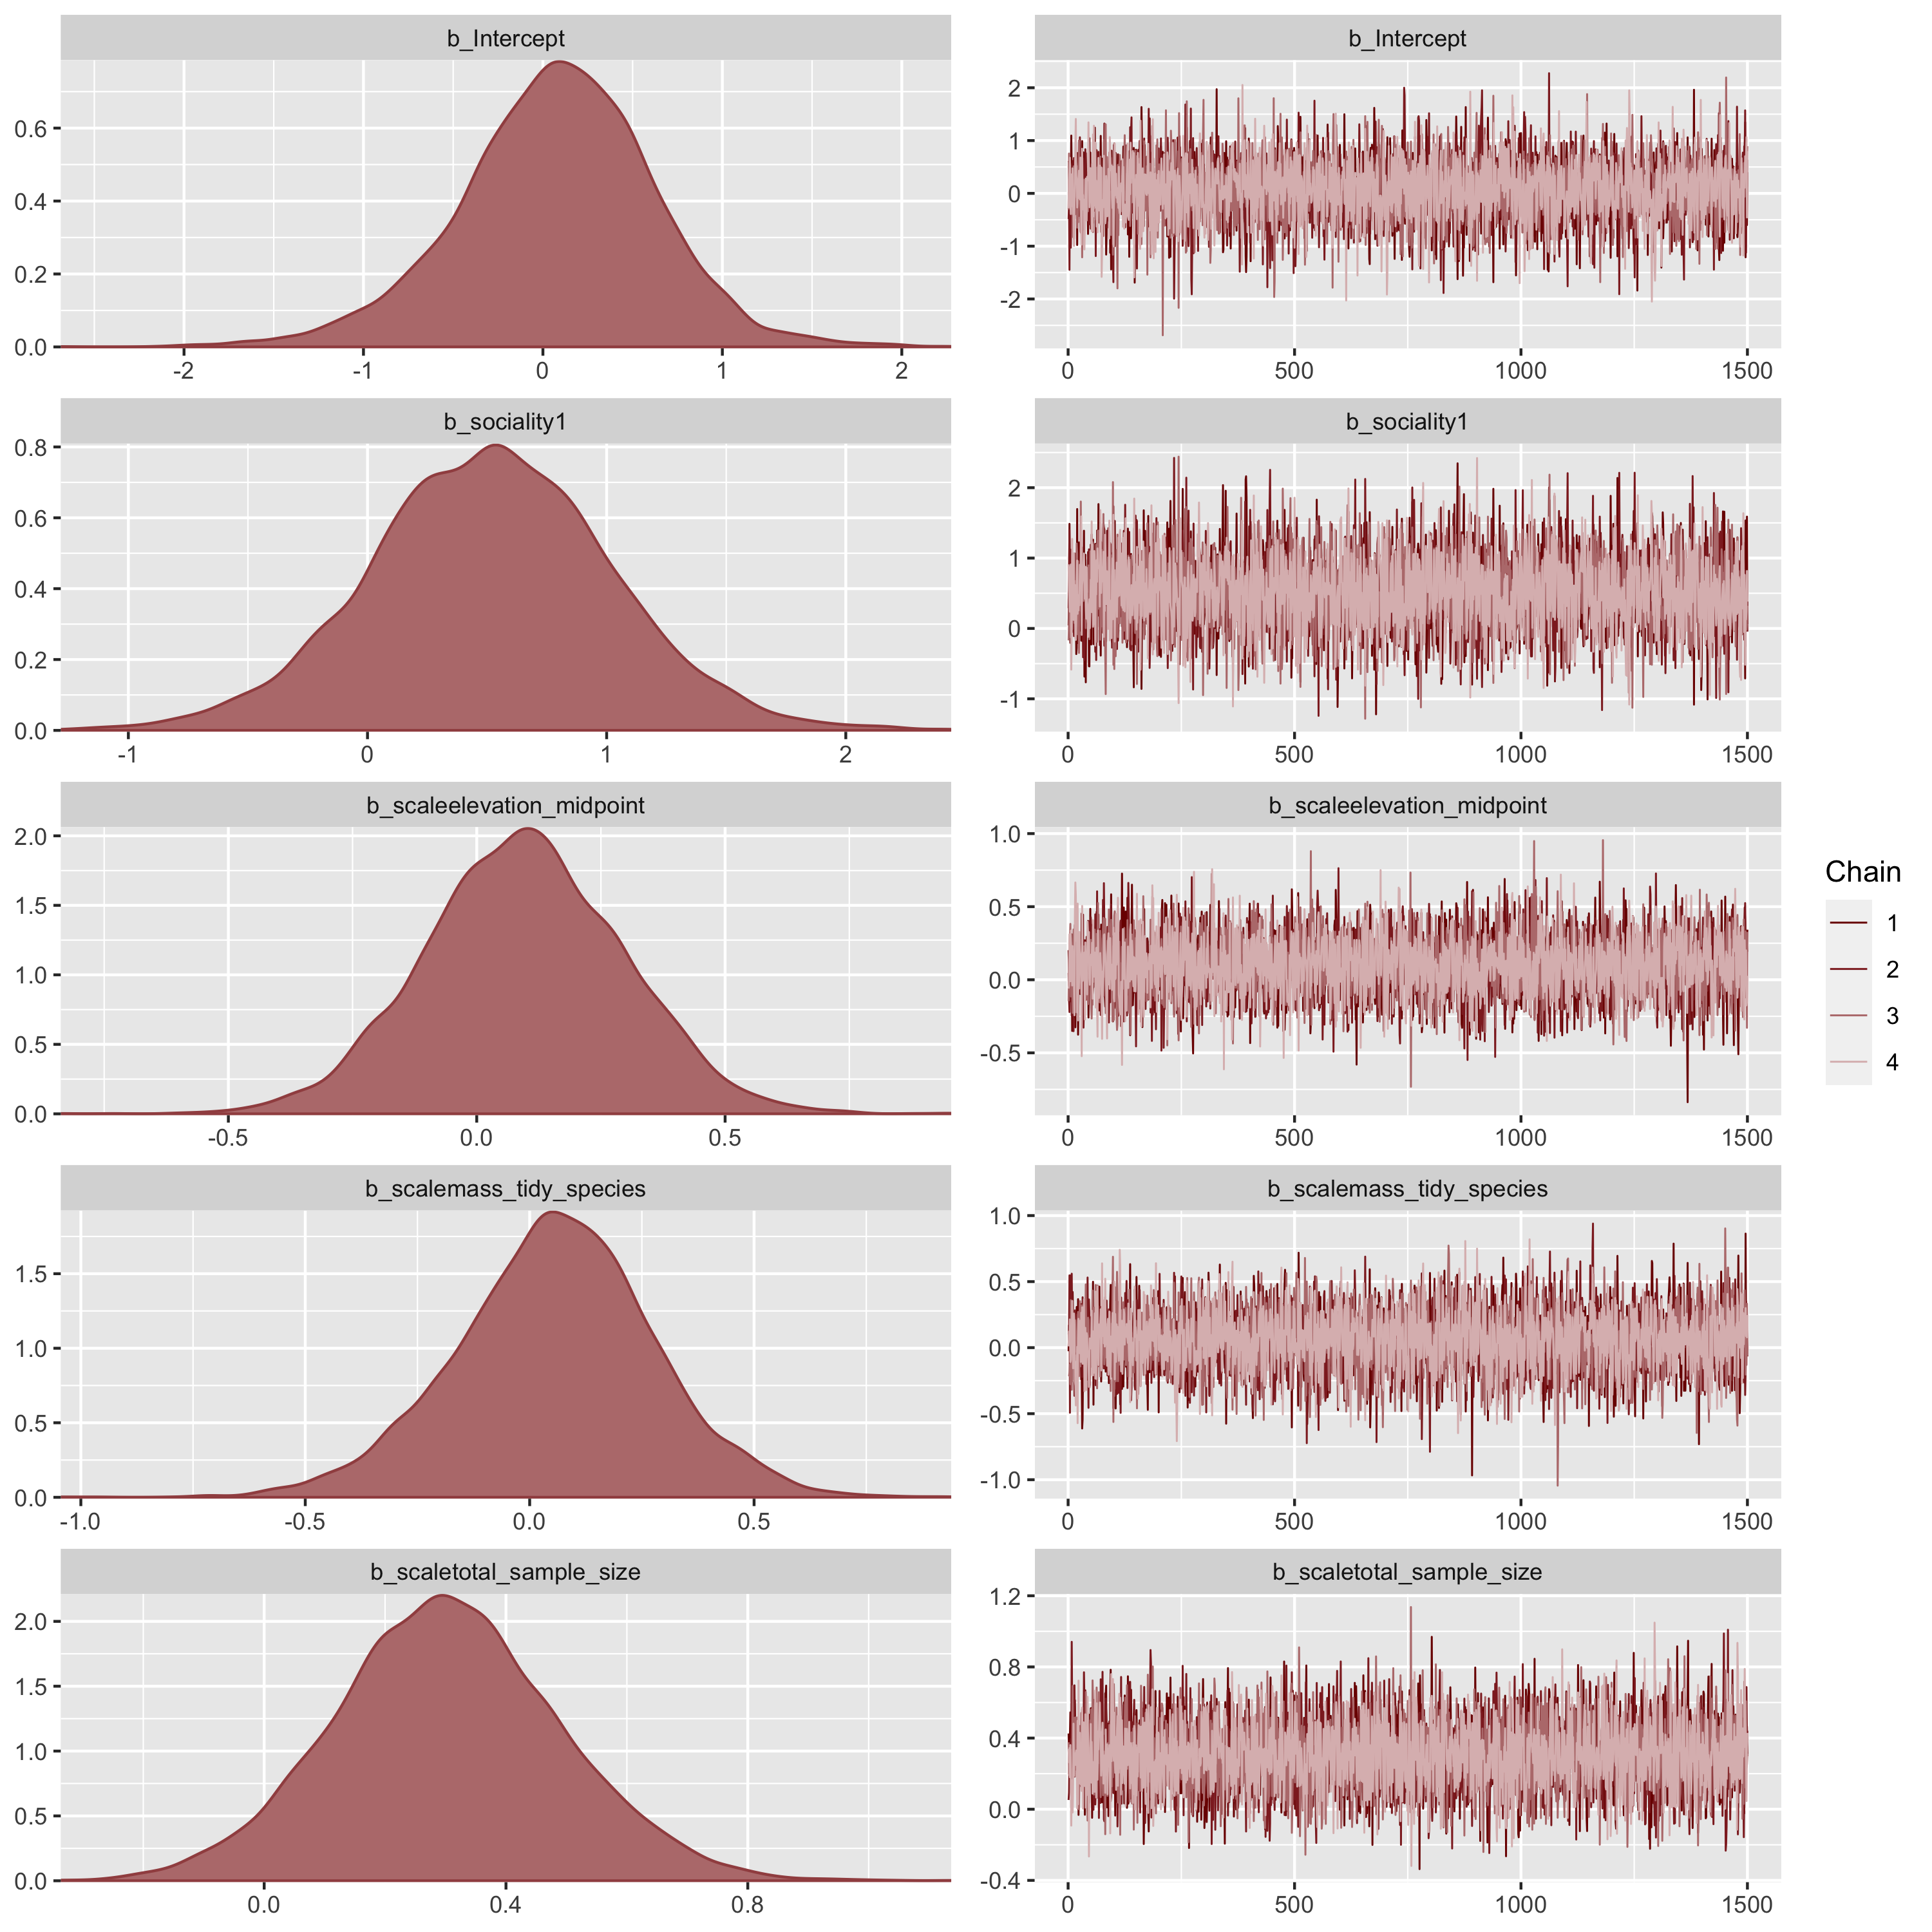 b_Intercept
b_Intercept
0.6
0.4
0.2
0.0
-2 -1 0 1 2
2
1
0
-1
-2
0 500 1000 1500
b_sociality1
b_sociality1
0.8
0.6
0.4
0.2
0.0
-1 0 1 2
2
1
0
-1
0 500 1000 1500
b_scaleelevation_midpoint
b_scaleelevation_midpoint
2.0
1.5
1.0
0.5
0.0
-0.5 0.0 0.5
1.0
0.5
0.0
-0.5
0 500 1000 1500
b_scalemass_tidy_species
b_scalemass_tidy_species
1.5
1.0
0.5
0.0
-1.0 -0.5 0.0 0.5
1.0
0.5
0.0
-0.5
-1.0
0 500 1000 1500
b_scaletotal_sample_size
b_scaletotal_sample_size
2.0
1.5
1.0
0.5
0.0
0.0 0.4 0.8
1.2
0.8
0.4
0.0
-0.4
0 500 1000 1500
Chain
1
2
3
4